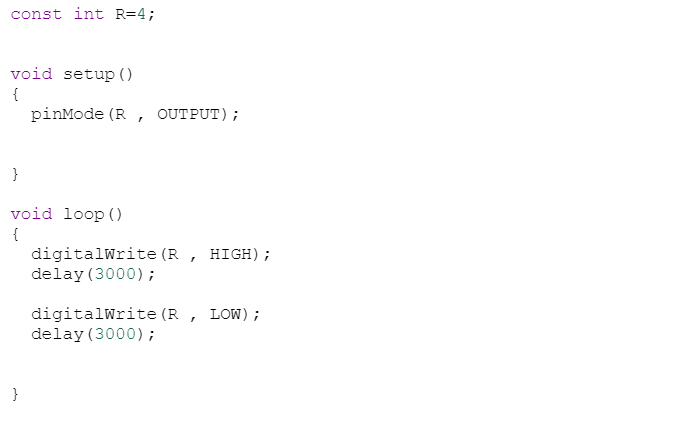 const int R=4;
void setup()
{
pinMode(R , OUTPUT);
}
void loop()
{
digitalWrite(R , HIGH);
delay(3000);
digitalWrite(R , LOW);
delay(3000);
}